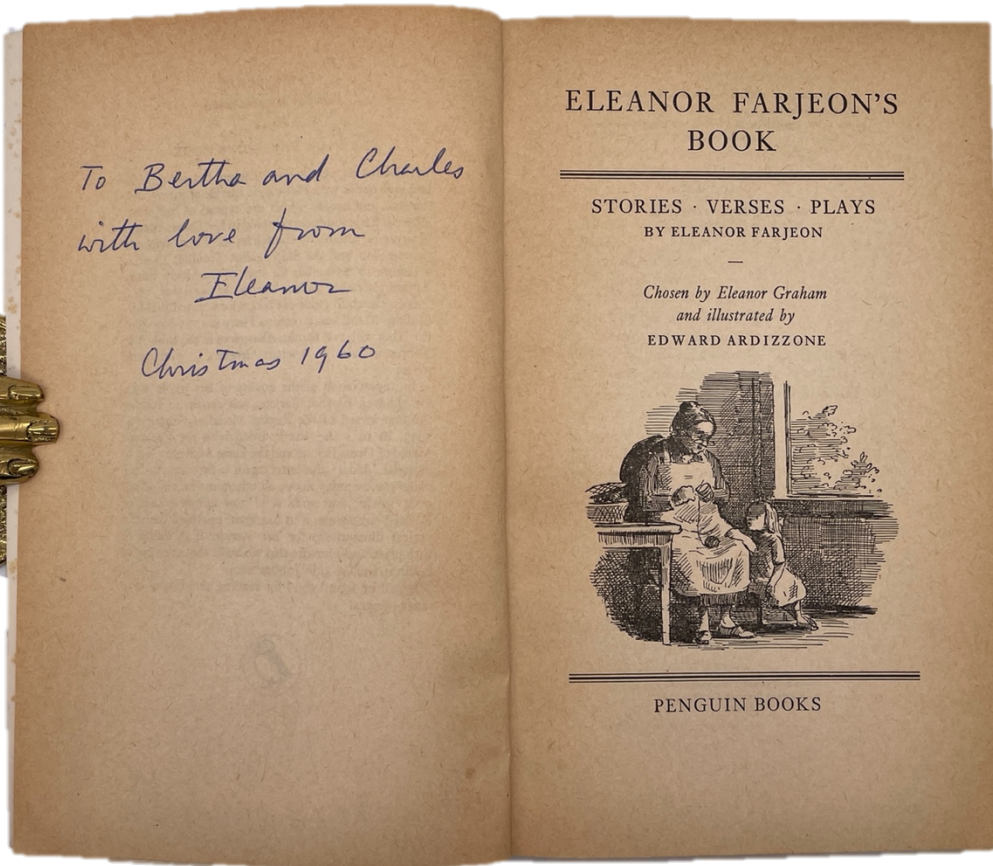 To Bertha and Charles
with love from
Eleanor
Christmas 1960
ELEANOR FARJEON'S
BOOK
STORIES · VERSES · PLAYS
BY ELEANOR FARJEON
—
Chosen by Eleanor Graham
and illustrated by
EDWARD ARDIZZONE
PENGUIN BOOKS